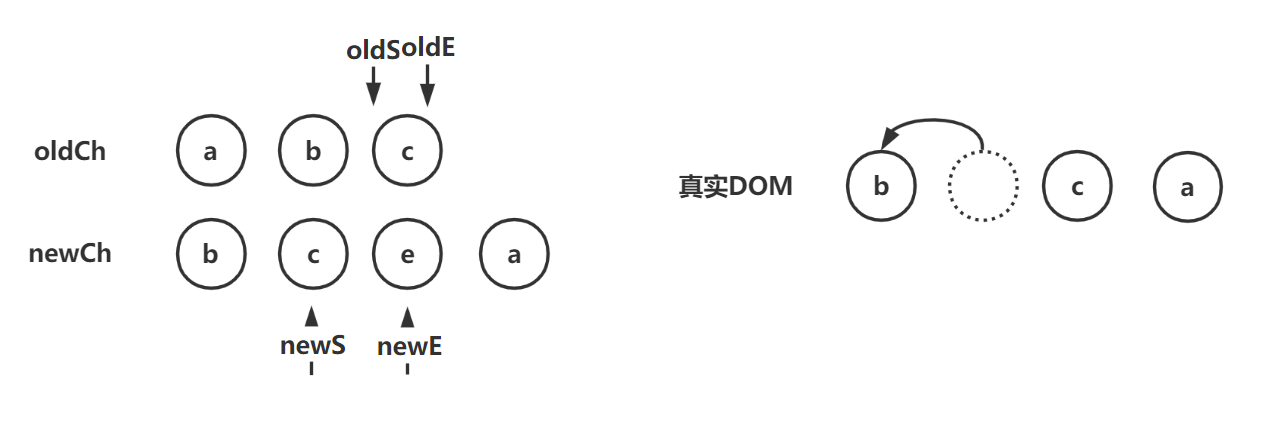 oldS oldE
oldCh a b c
newCh b c e a
newS newE
真实DOM b c a